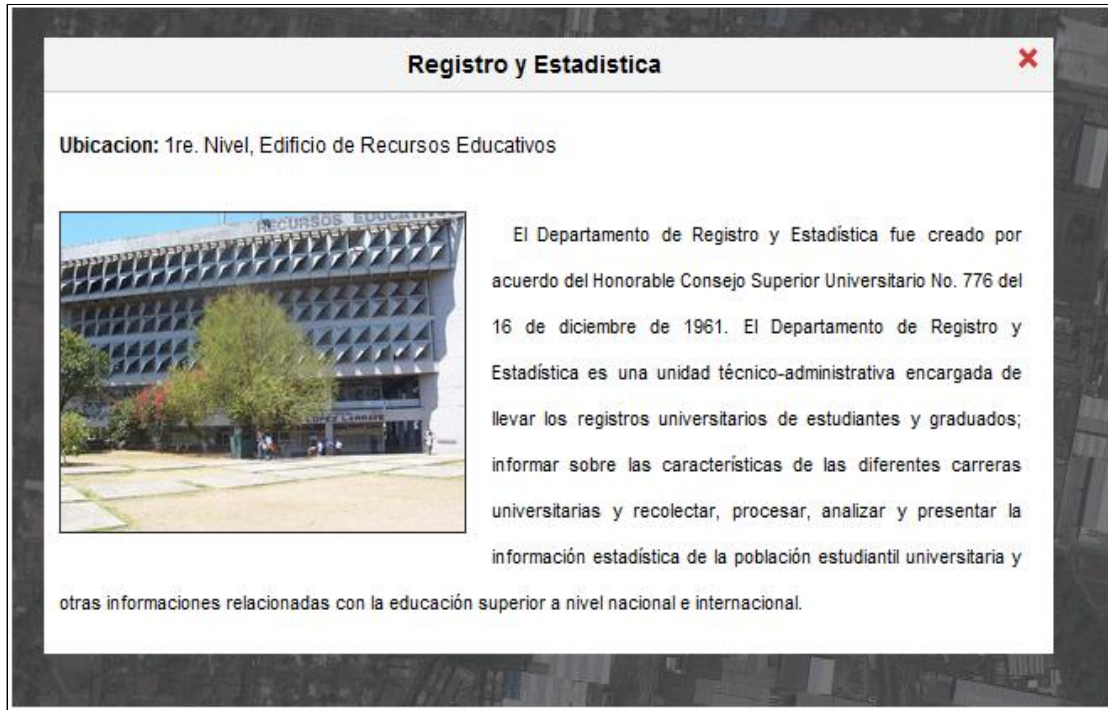 Registro y Estadistica
Ubicacion: 1re. Nivel, Edificio de Recursos Educativos
RECURSOS EDUCATIVOS
LOPEZ LARRAVE
El Departamento de Registro y Estadística fue creado por
acuerdo del Honorable Consejo Superior Universitario No. 776 del
16 de diciembre de 1961. El Departamento de Registro y
Estadística es una unidad técnico-administrativa encargada de
llevar los registros universitarios de estudiantes y graduados;
informar sobre las características de las diferentes carreras
universitarias y recolectar, procesar, analizar y presentar la
información estadística de la población estudiantil universitaria y
otras informaciones relacionadas con la educación superior a nivel nacional e internacional.